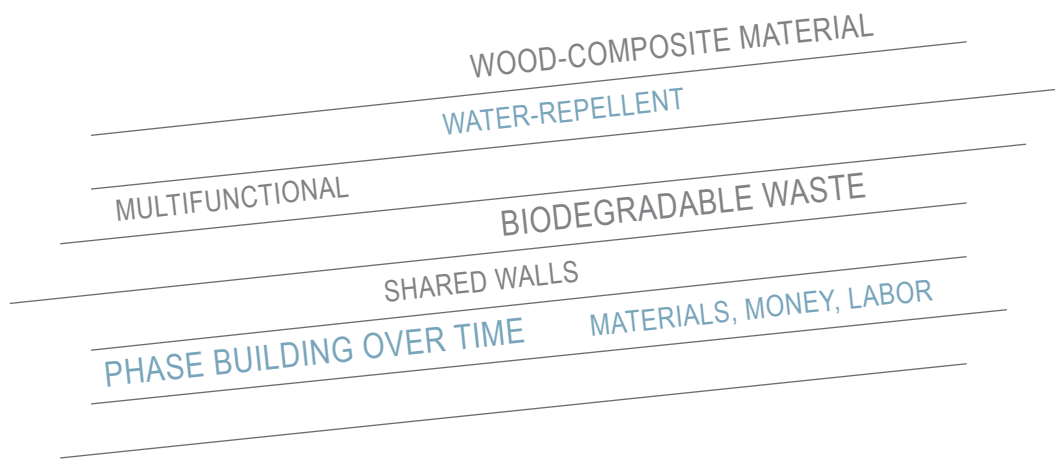 WOOD-COMPOSITE MATERIAL
WATER-REPELLENT
MULTIFUNCTIONAL
BIODEGRADABLE WASTE
SHARED WALLS
PHASE BUILDING OVER TIME
MATERIALS, MONEY, LABOR